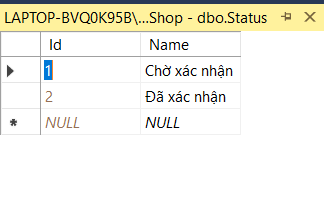 LAPTOP-BVQ0K95B\...Shop - dbo.Status
Id Name
1 Chờ xác nhận
2 Đã xác nhận
* NULL NULL